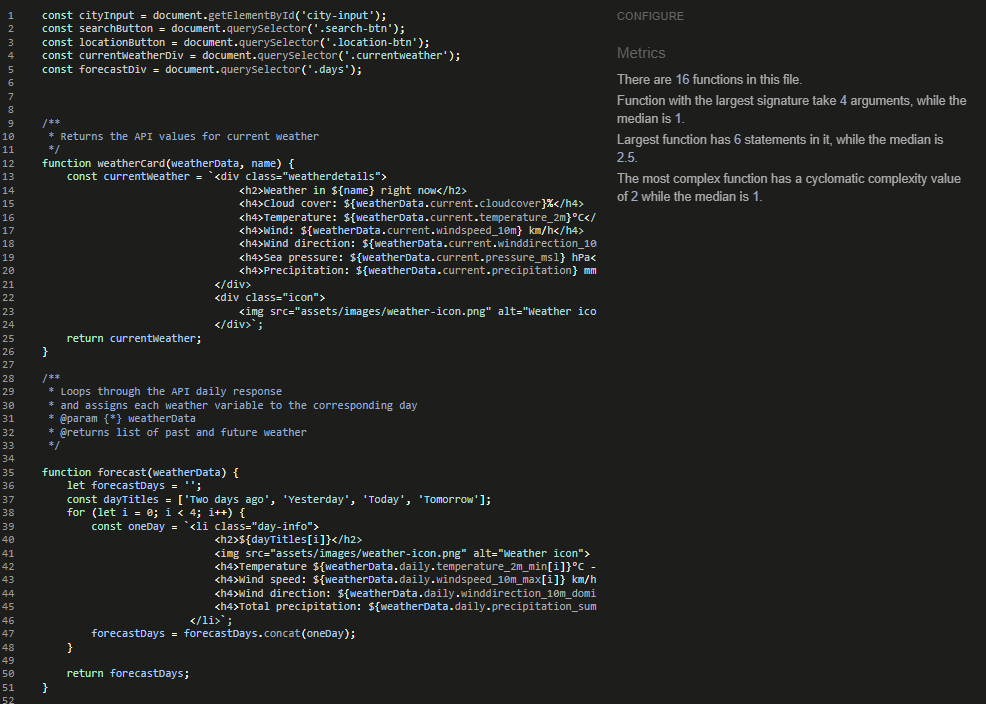 1 const cityInput = document.getElementById('city-input');
2 const searchButton = document.querySelector('.search-btn');
3 const locationButton = document.querySelector('.location-btn');
4 const currentWeatherDiv = document.querySelector('.currentweather');
5 const forecastDiv = document.querySelector('.days');
6
7
8
9 /**
10 * Returns the API values for current weather
11 */
12 function weatherCard(weatherData, name) {
13 const currentWeather = `<div class="weatherdetails">
14 <h2>Weather in ${name} right now</h2>
15 <h4>Cloud cover: ${weatherData.current.cloudcover}%</h4>
16 <h4>Temperature: ${weatherData.current.temperature_2m}°C</
17 <h4>Wind: ${weatherData.current.windspeed_10m} km/h</h4>
18 <h4>Wind direction: ${weatherData.current.winddirection_10
19 <h4>Sea pressure: ${weatherData.current.pressure_msl} hPa<
20 <h4>Precipitation: ${weatherData.current.precipitation} mm
21 </div>
22 <div class="icon">
23 <img src="assets/images/weather-icon.png" alt="Weather ico
24 </div>`;
25 return currentWeather;
26 }
27
28 /**
29 * Loops through the API daily response
30 * and assigns each weather variable to the corresponding day
31 * @param {*} weatherData
32 * @returns list of past and future weather
33 */
34
35 function forecast(weatherData) {
36 let forecastDays = '';
37 const dayTitles = ['Two days ago', 'Yesterday', 'Today', 'Tomorrow'];
38 for (let i = 0; i < 4; i++) {
39 const oneDay = `<li class="day-info">
40 <h2>${dayTitles[i]}</h2>
41 <img src="assets/images/weather-icon.png" alt="Weather icon">
42 <h4>Temperature ${weatherData.daily.temperature_2m_min[i]}°C -
43 <h4>Wind speed: ${weatherData.daily.windspeed_10m_max[i]} km/h
44 <h4>Wind direction: ${weatherData.daily.winddirection_10m_domi
45 <h4>Total precipitation: ${weatherData.daily.precipitation_sum
46 </li>`;
47 forecastDays = forecastDays.concat(oneDay);
48 }
49
50 return forecastDays;
51 }
52
CONFIGURE
Metrics
There are 16 functions in this file.
Function with the largest signature take 4 arguments, while the
median is 1.
Largest function has 6 statements in it, while the median is
2.5.
The most complex function has a cyclomatic complexity value
of 2 while the median is 1.